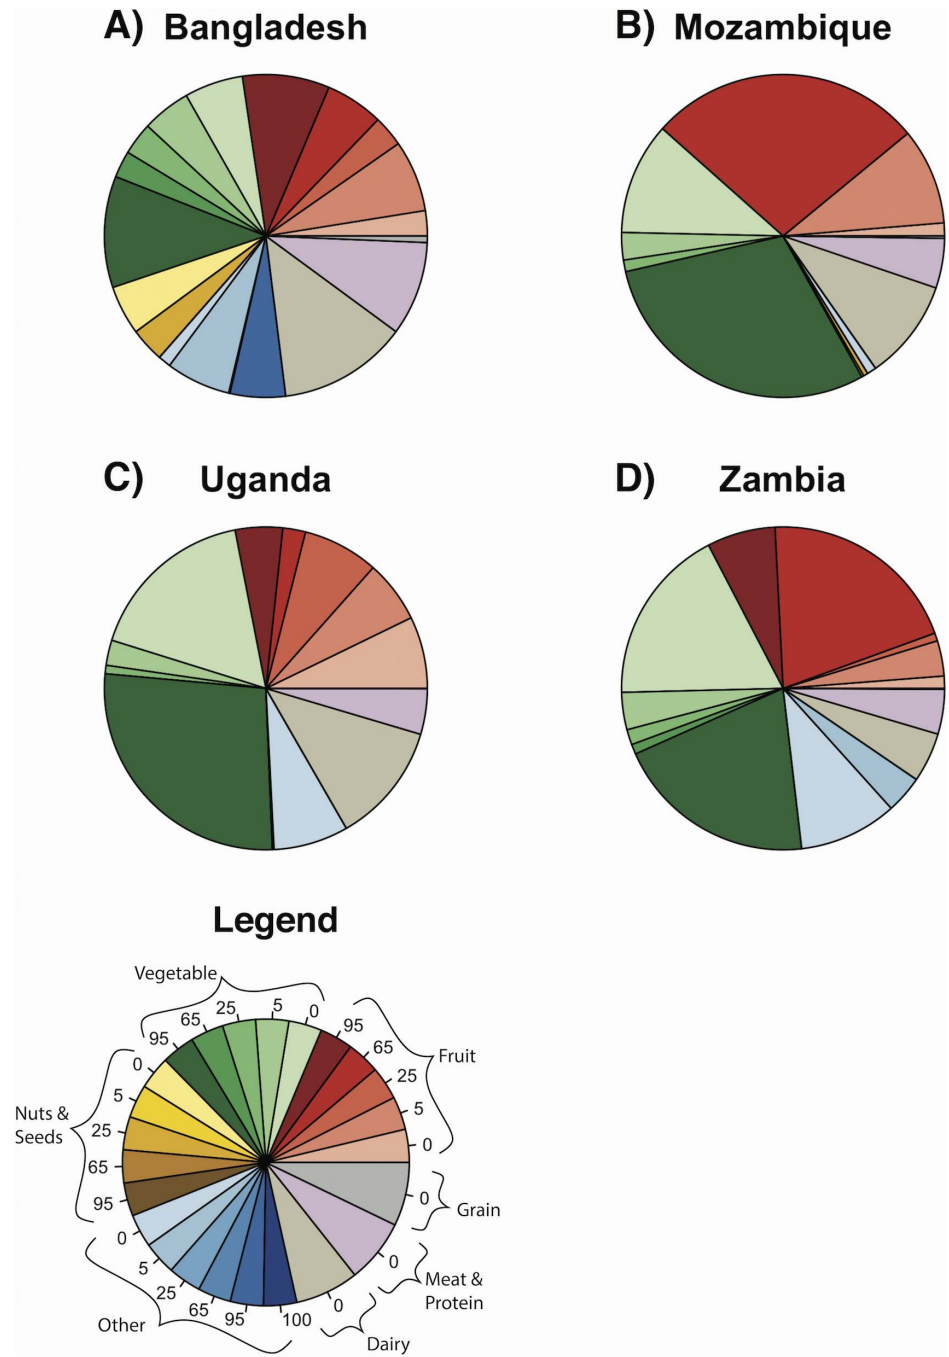 A) Bangladesh
B) Mozambique
C) Uganda
D) Zambia
Legend
Vegetable
95
65
25
5
0
Fruit
95
65
25
5
0
Grain
0
Meat &
Protein
0
Dairy
0
Other
0
5
25
65
95
100
Nuts &
Seeds
0
5
25
65
95